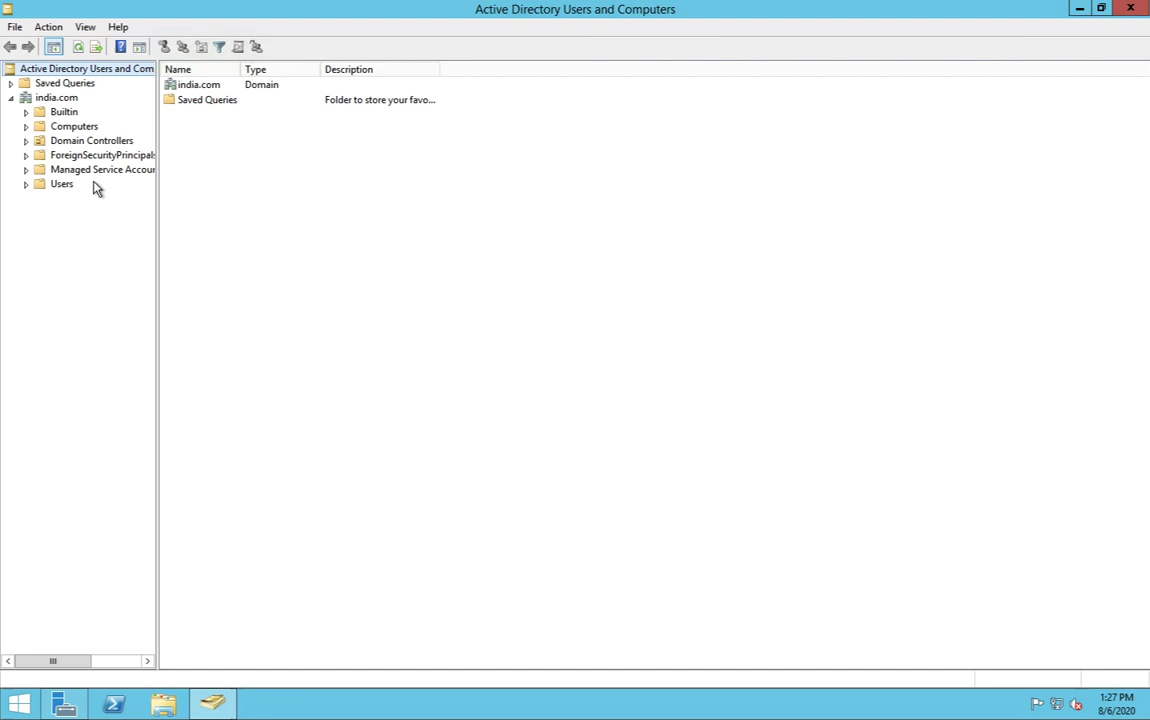 Active Directory Users and Computers
File Action View Help
Active Directory Users and Com
Name Type Description
Saved Queries
india.com Domain
india.com
Saved Queries Folder to store your favo...
Builtin
Computers
Domain Controllers
ForeignSecurityPrincipals
Managed Service Accour
Users
1:27 PM
8/6/2020